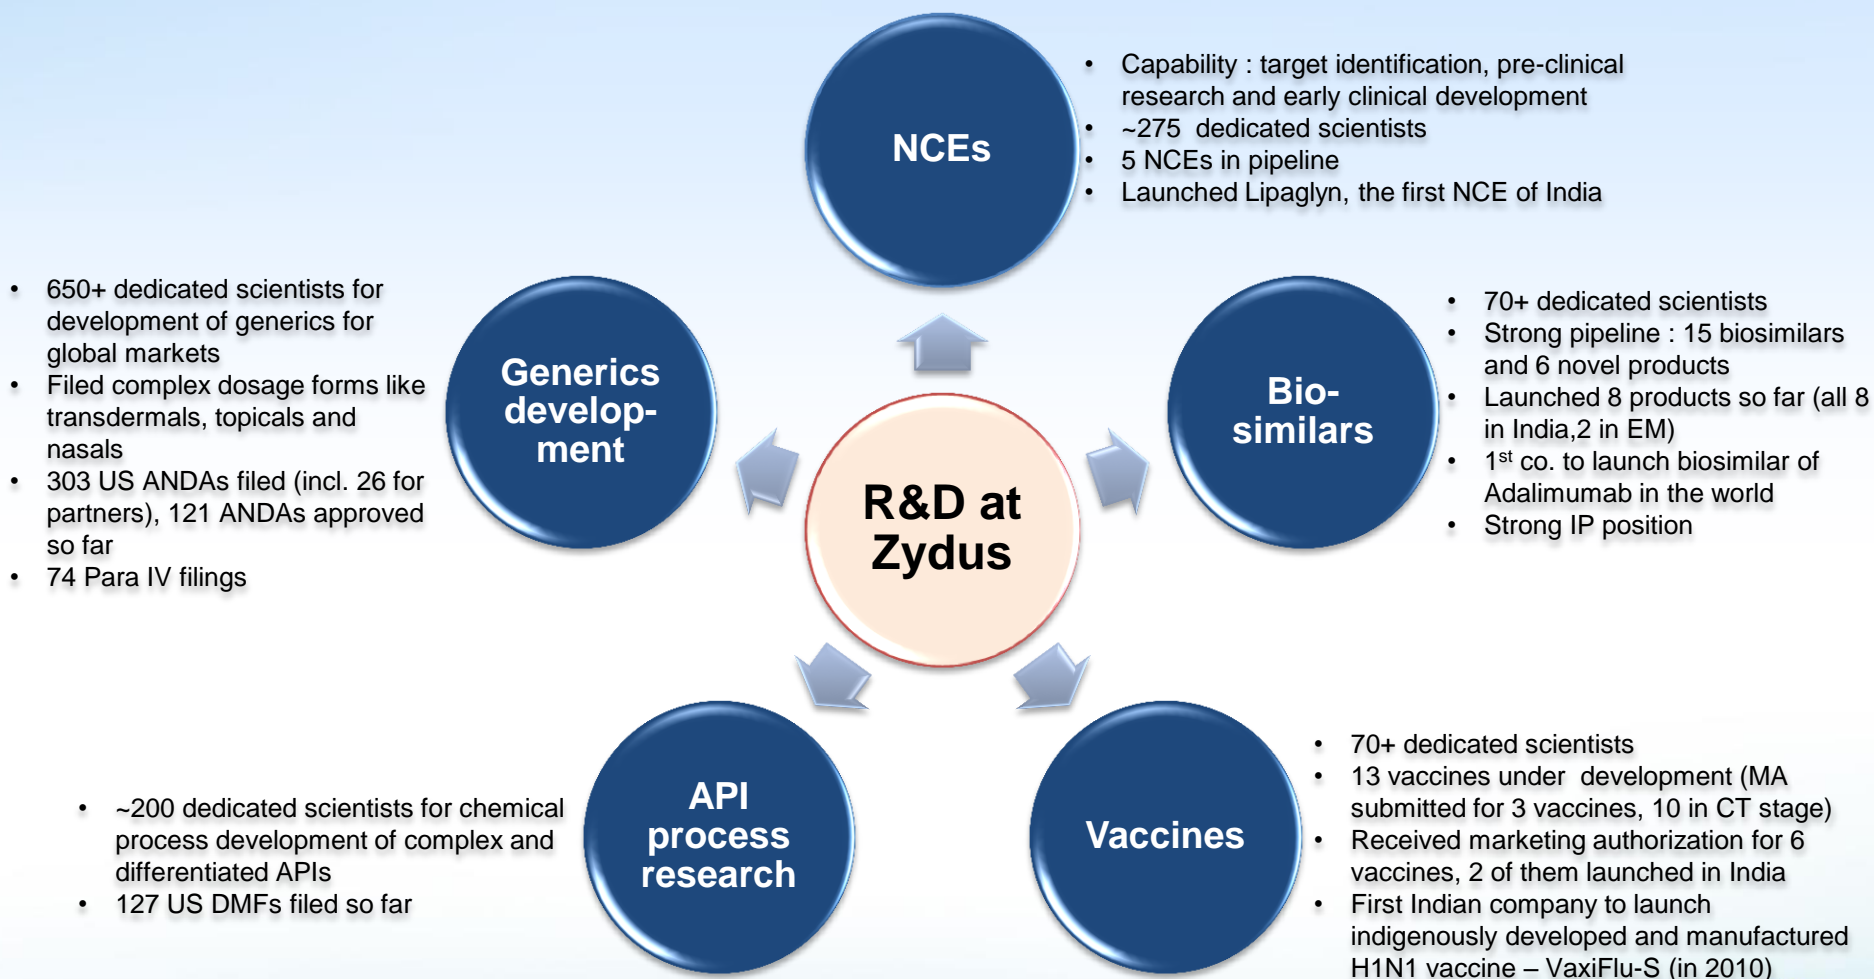 NCEs
• Capability : target identification, pre-clinical
research and early clinical development
• ~275 dedicated scientists
• 5 NCEs in pipeline
• Launched Lipaglyn, the first NCE of India
• 650+ dedicated scientists for
development of generics for
global markets
• Filed complex dosage forms like
transdermals, topicals and
nasals
• 303 US ANDAs filed (incl. 26 for
partners), 121 ANDAs approved
so far
• 74 Para IV filings
Generics
develop-
ment
R&D at
Zydus
Bio-
similars
• 70+ dedicated scientists
• Strong pipeline : 15 biosimilars
and 6 novel products
• Launched 8 products so far (all 8
in India,2 in EM)
• 1st co. to launch biosimilar of
Adalimumab in the world
• Strong IP position
• ~200 dedicated scientists for chemical
process development of complex and
differentiated APIs
• 127 US DMFs filed so far
API
process
research
Vaccines
• 70+ dedicated scientists
• 13 vaccines under development (MA
submitted for 3 vaccines, 10 in CT stage)
• Received marketing authorization for 6
vaccines, 2 of them launched in India
• First Indian company to launch
indigenously developed and manufactured
H1N1 vaccine – VaxiFlu-S (in 2010)